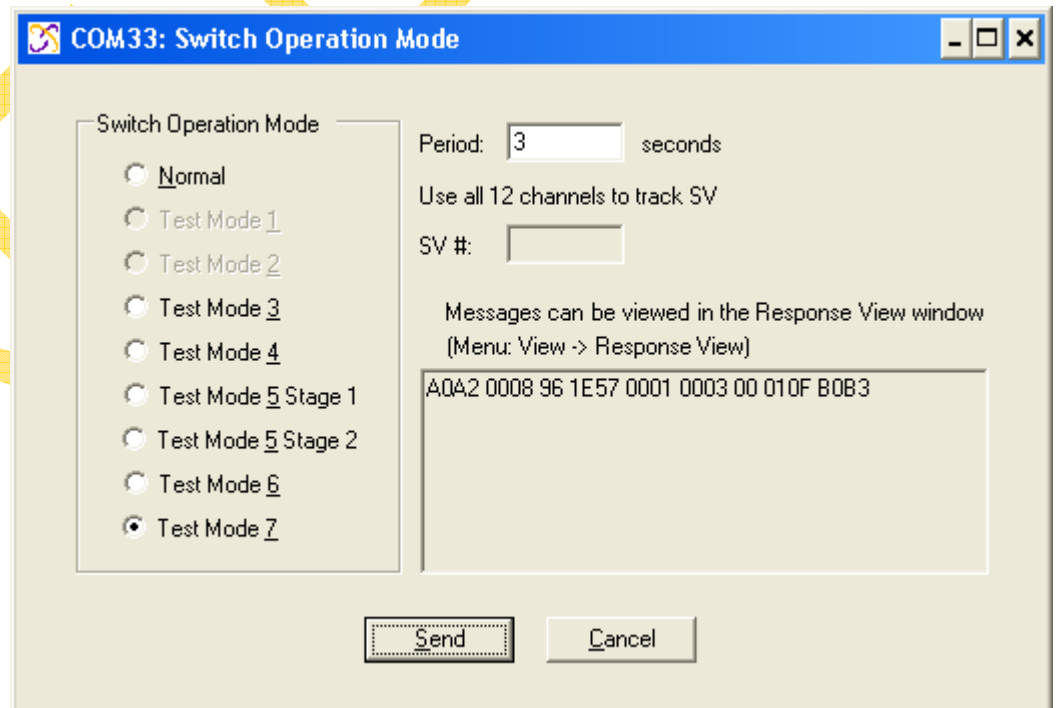 COM33: Switch Operation Mode
Switch Operation Mode
Normal
Test Mode 1
Test Mode 2
Test Mode 3
Test Mode 4
Test Mode 5 Stage 1
Test Mode 5 Stage 2
Test Mode 6
Test Mode 7
Period: 3 seconds
Use all 12 channels to track SV
SV #:
Messages can be viewed in the Response View window
(Menu: View -> Response View)
A0A2 0008 96 1E57 0001 0003 00 010F B0B3
Send
Cancel